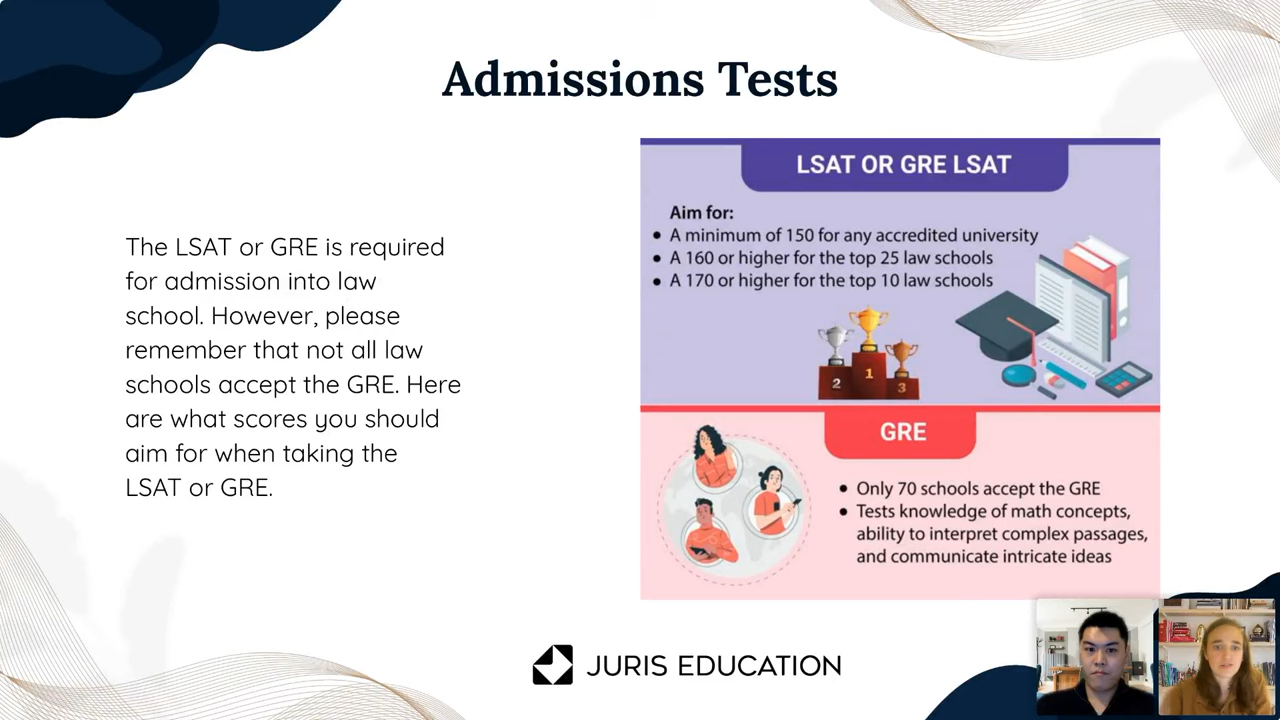 Admissions Tests
The LSAT or GRE is required
for admission into law
school. However, please
remember that not all law
schools accept the GRE. Here
are what scores you should
aim for when taking the
LSAT or GRE.
LSAT OR GRE LSAT
Aim for:
• A minimum of 150 for any accredited university
• A 160 or higher for the top 25 law schools
• A 170 or higher for the top 10 law schools
2 1 3
GRE
• Only 70 schools accept the GRE
• Tests knowledge of math concepts,
ability to interpret complex passages,
and communicate intricate ideas
JURIS EDUCATION